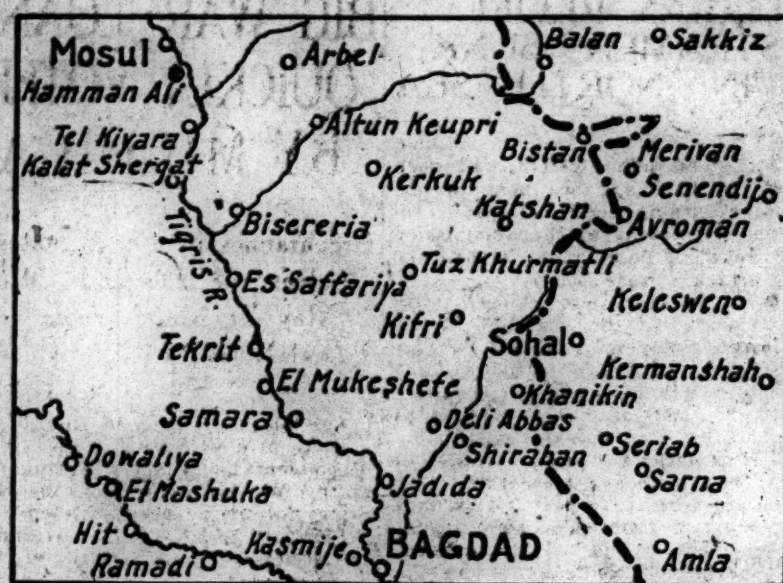 Mosul
Arbel
Balan
Sakkiz
Hamman Ali
Altun Keupri
Tel Kiyara
Bistan
Merivan
Kalat Shergat
Kerkuk
Senendij
Bisereria
Katshan
Avromán
Tigris R.
Es Saffariya
Tuz Khurmatli
Keleswen
Kifri
Tekrit
Sohal
Kermanshah
El Mukeshefe
Khanikin
Samara
Deli Abbas
Shiraban
Seriab
Dowaliya
Sarna
El Mashuka
Jadida
Hit
Kasmije
BAGDAD
Ramadi
Amla